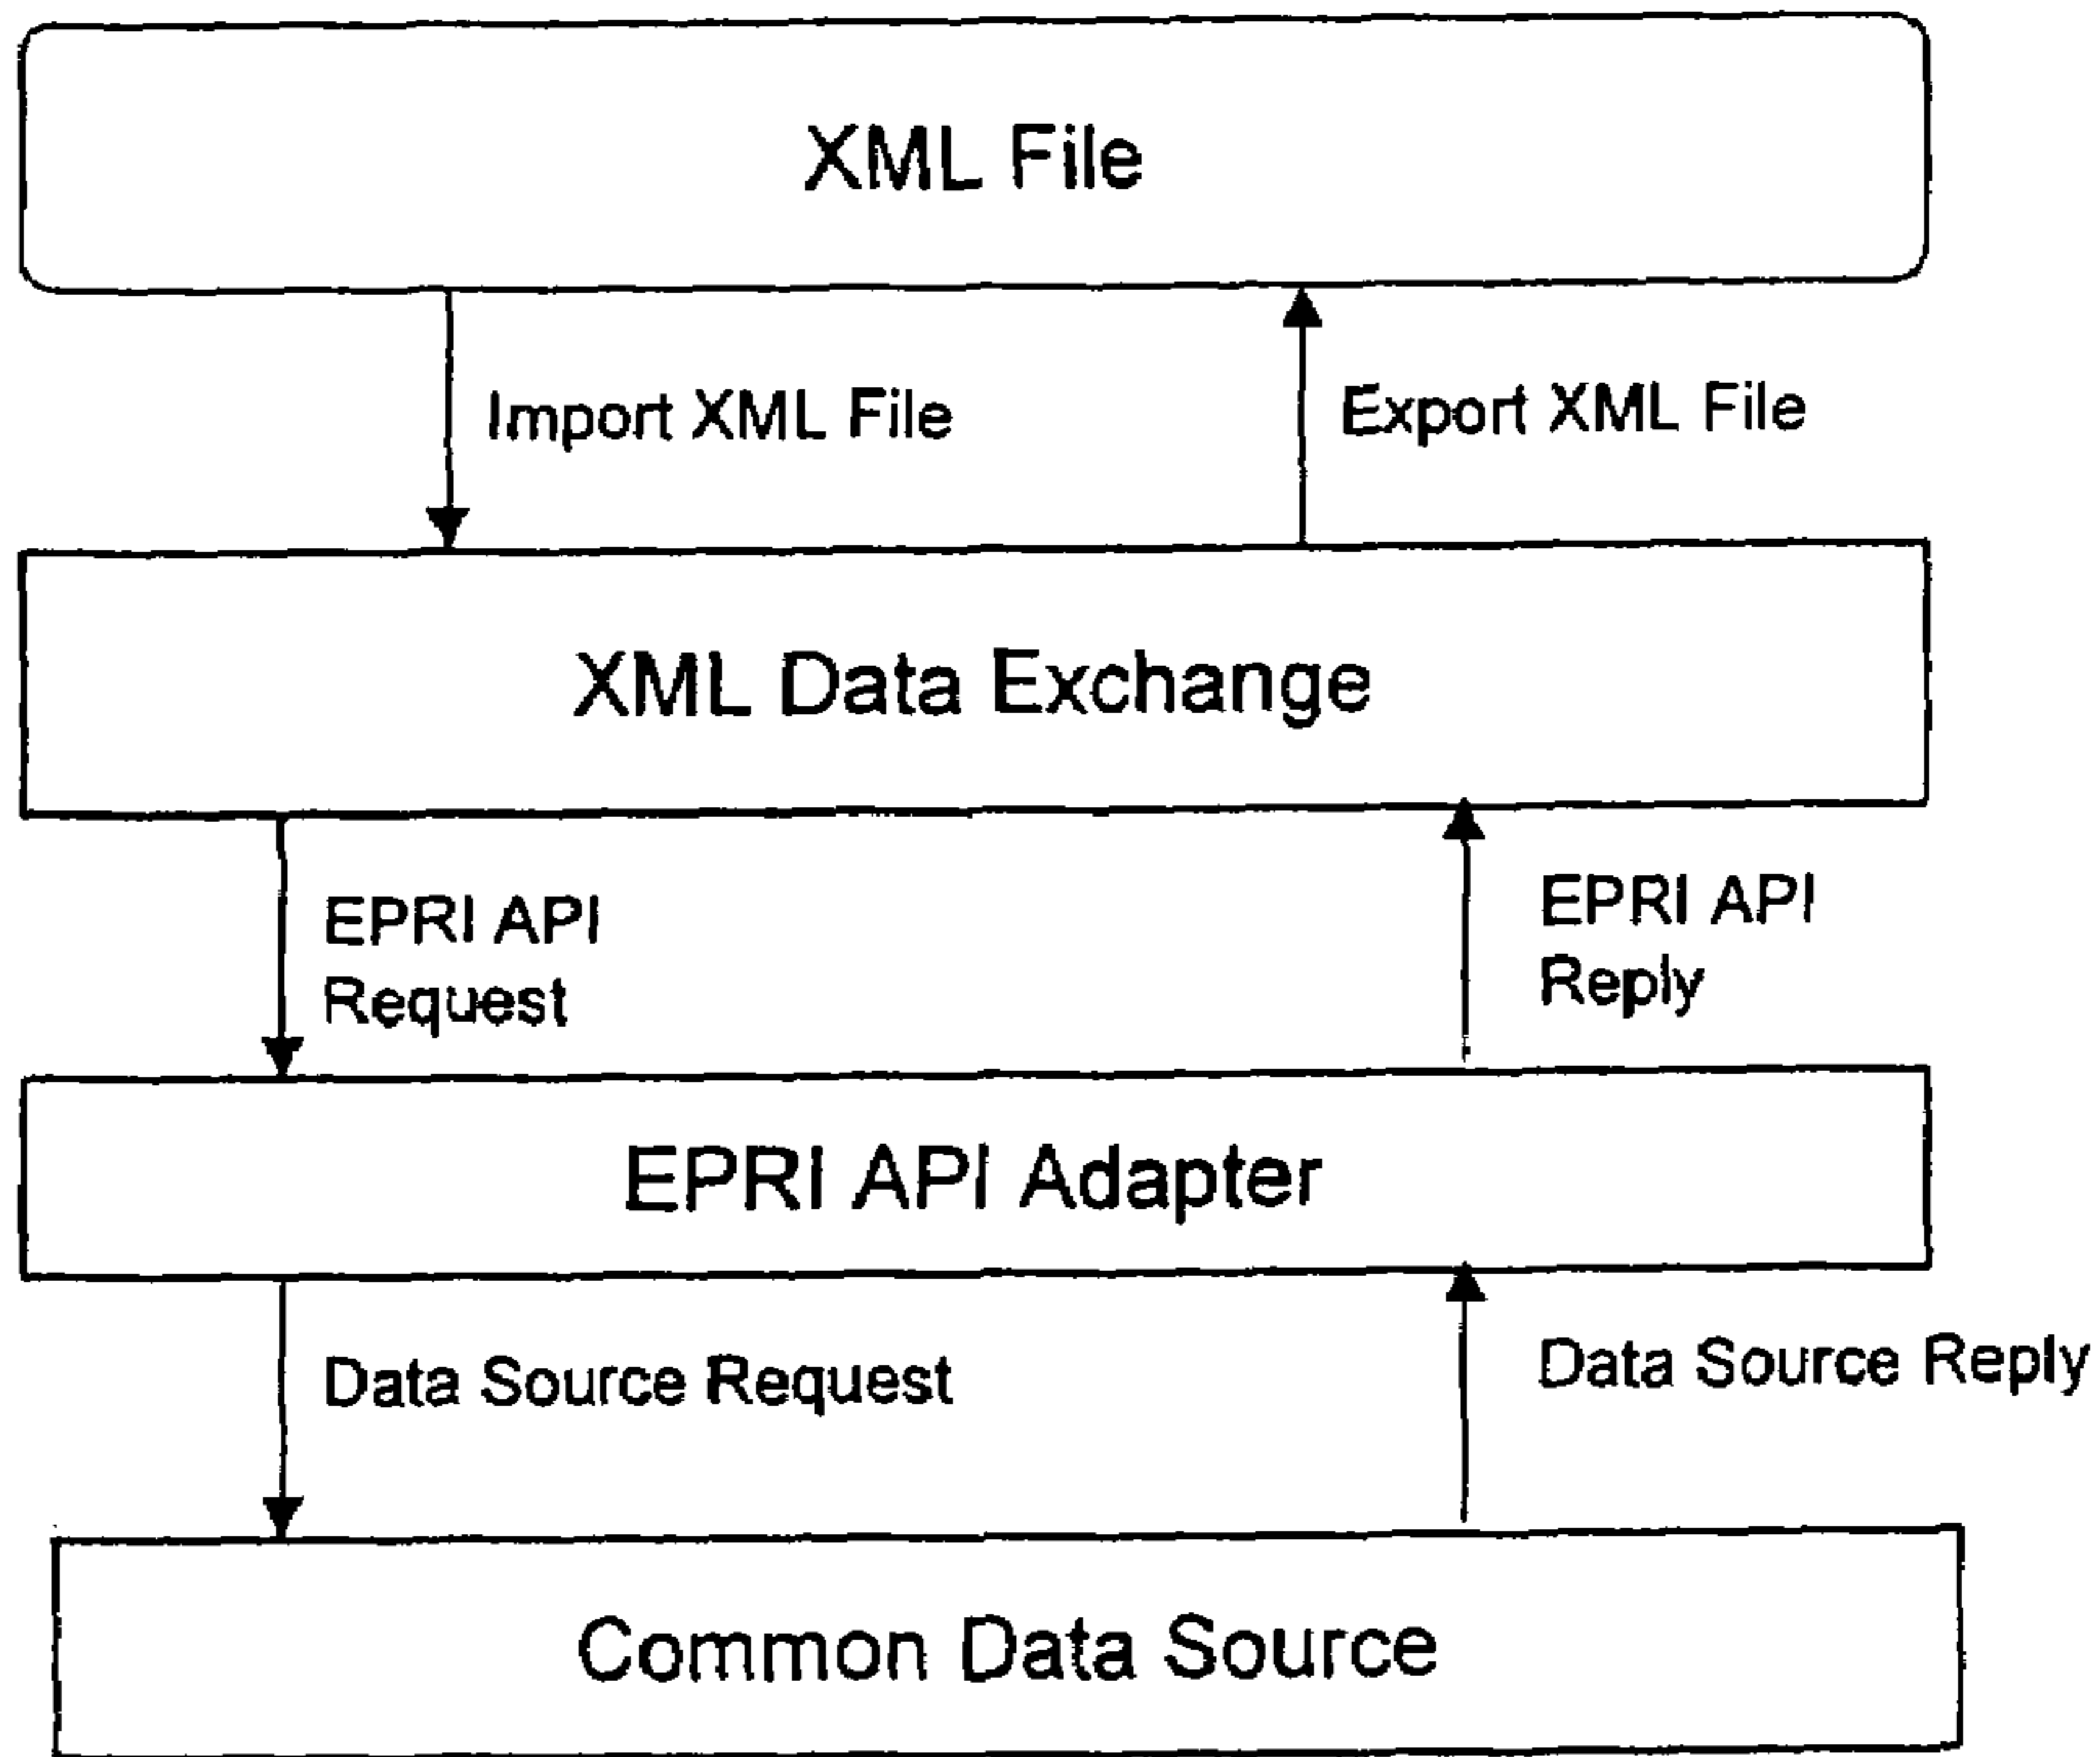 XML File
Import XML File
Export XML File
XML Data Exchange
EPRI API
Request
EPRI API
Reply
EPRI API Adapter
Data Source Request
Data Source Reply
Common Data Source